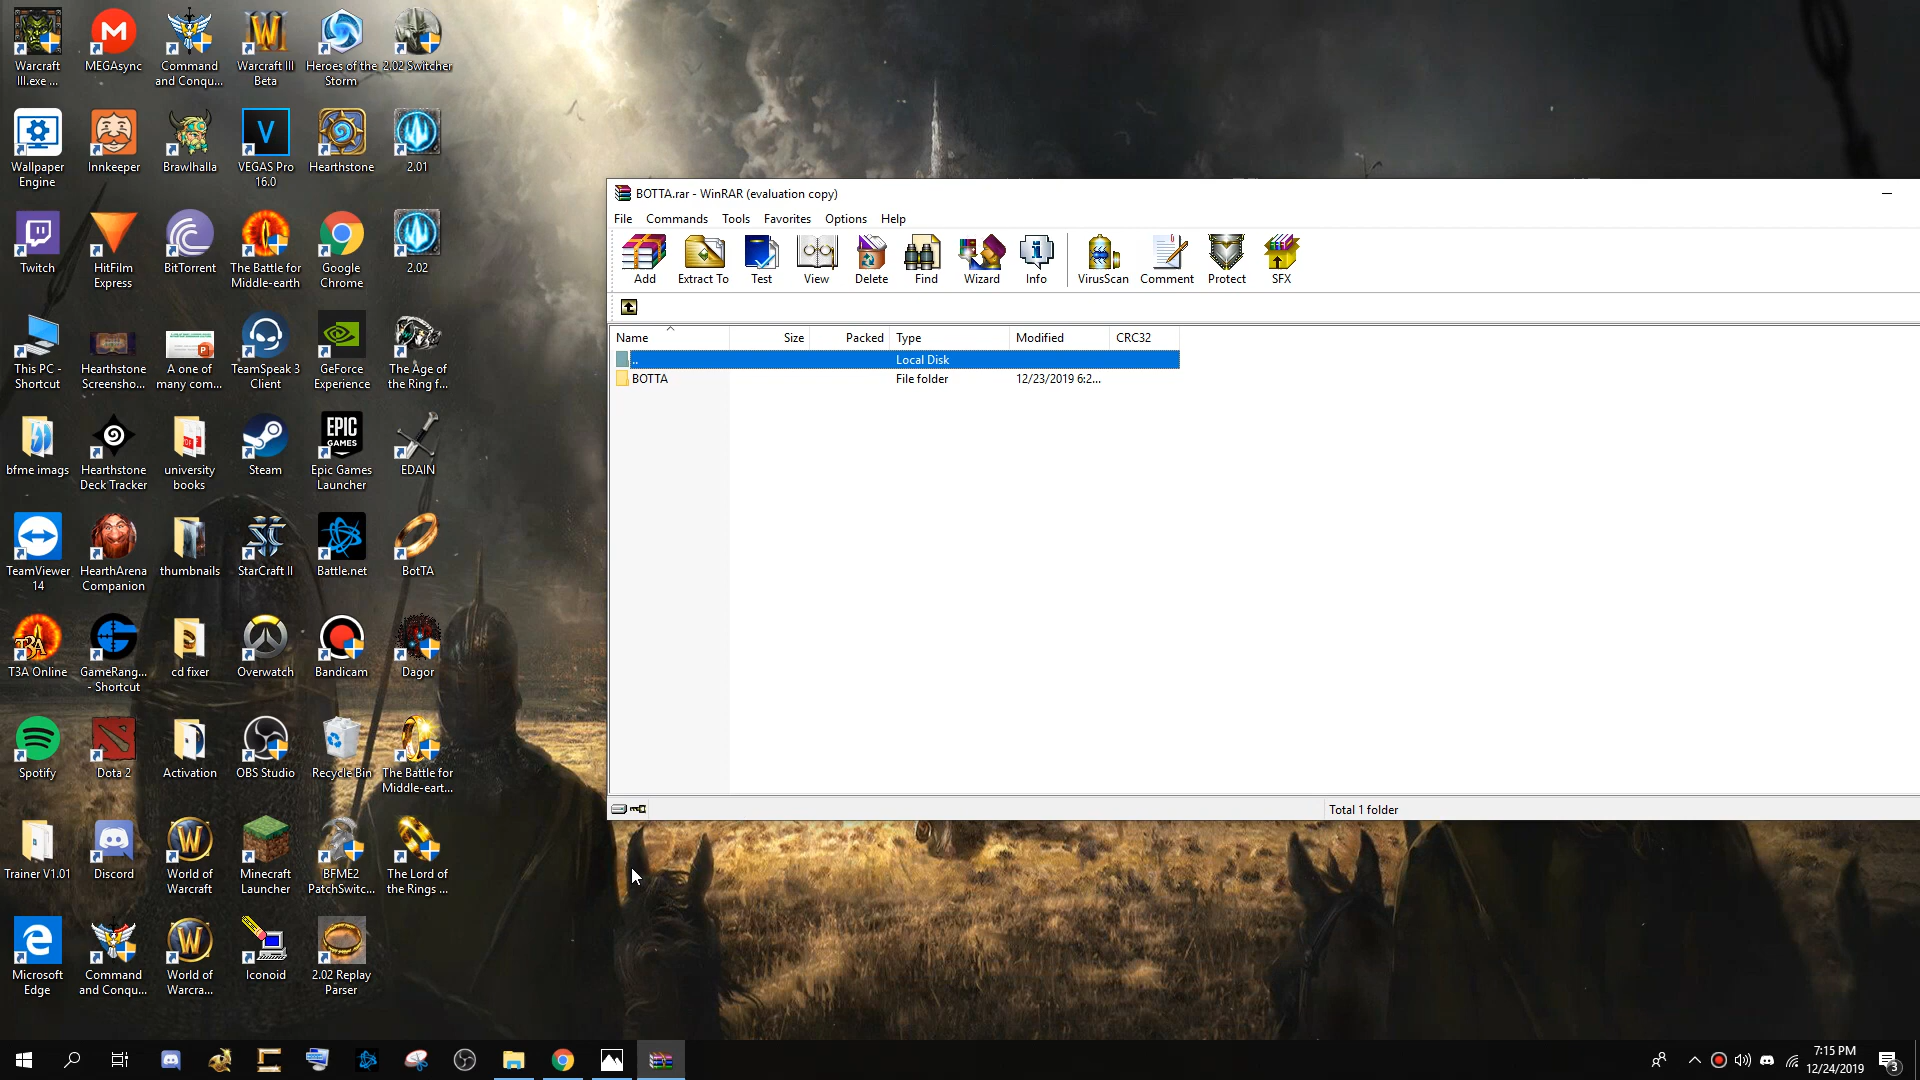 Warcraft
III.exe ...
MEGAsync
Command
and Conqu...
Warcraft III
Beta
Heroes of the
Storm
2.02 Switcher
Wallpaper
Engine
Innkeeper
Brawlhalla
V
VEGAS Pro
16.0
Hearthstone
2.01
Twitch
HitFilm
Express
BitTorrent
The Battle for
Middle-earth
Google
Chrome
2.02
This PC -
Shortcut
Hearthstone
Screensho...
A one of
many com...
TeamSpeak 3
Client
GeForce
Experience
The Age of
the Ring f...
bfme imags
Hearthstone
Deck Tracker
university
books
Steam
EPIC
GAMES
Epic Games
Launcher
EDAIN
TeamViewer
14
HearthArena
Companion
thumbnails
StarCraft II
Battle.net
BotTA
T3A
T3A Online
GameRang...
- Shortcut
cd fixer
Overwatch
Bandicam
Dagor
Spotify
Dota 2
Activation
OBS Studio
Recycle Bin
The Battle for
Middle-eart...
Trainer V1.01
Discord
World of
Warcraft
Minecraft
Launcher
BFME2
PatchSwitc...
The Lord of
the Rings ...
Microsoft
Edge
Command
and Conqu...
World of
Warcra...
Iconoid
2.02 Replay
Parser
BOTTA.rar - WinRAR (evaluation copy)
File Commands Tools Favorites Options Help
Add Extract To Test View Delete Find Wizard Info VirusScan Comment Protect SFX
Name Size Packed Type Modified CRC32
.. Local Disk
BOTTA File folder 12/23/2019 6:2...
Total 1 folder
7:15 PM
12/24/2019
3